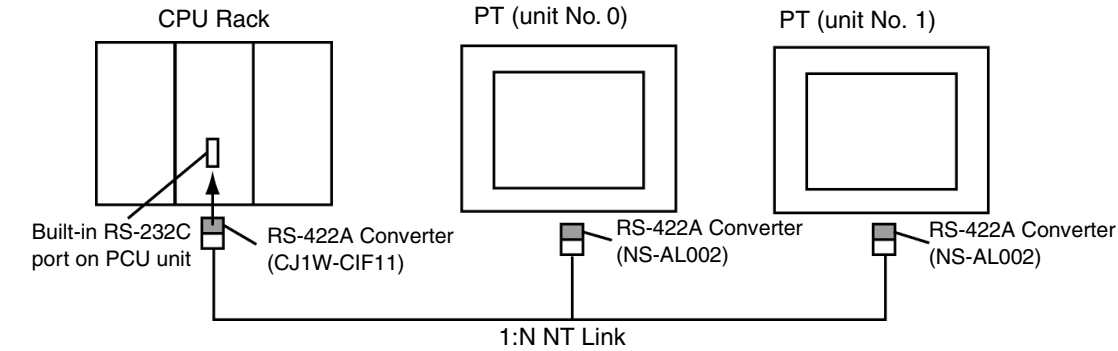 CPU Rack
PT (unit No. 0)
PT (unit No. 1)
Built-in RS-232C
port on PCU unit
RS-422A Converter
(CJ1W-CIF11)
RS-422A Converter
(NS-AL002)
RS-422A Converter
(NS-AL002)
1:N NT Link